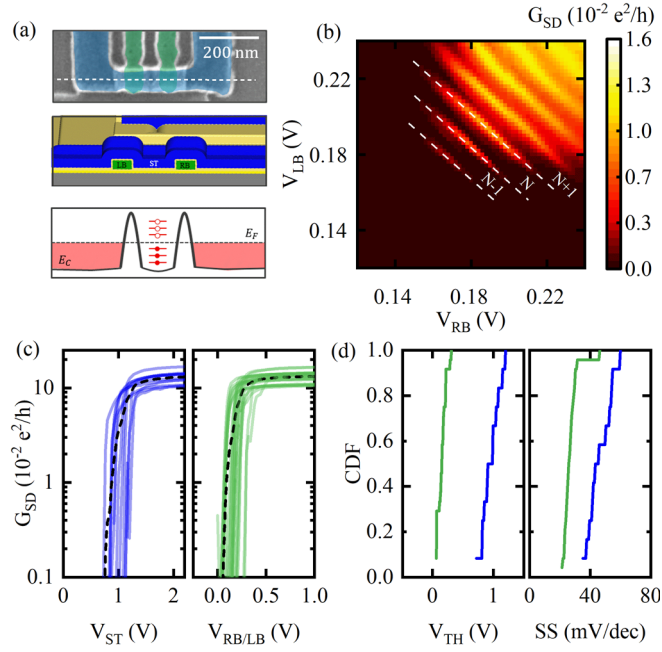 (a)
200 nm
LB
ST
RB
E_F
E_C
(b)
G_SD (10^-2 e^2/h)
V_LB (V)
0.22
0.18
0.14
N-1
N
N+1
0.14
0.18
0.22
V_RB (V)
1.6
1.3
1.0
0.6
0.3
0.0
(c)
G_SD (10^-2 e^2/h)
10
1
0.1
0
1
2
V_ST (V)
0.0
0.5
1.0
V_RB/LB (V)
(d)
CDF
1.0
0.8
0.6
0.4
0.2
0.0
0
1
V_TH (V)
0
40
80
SS (mV/dec)